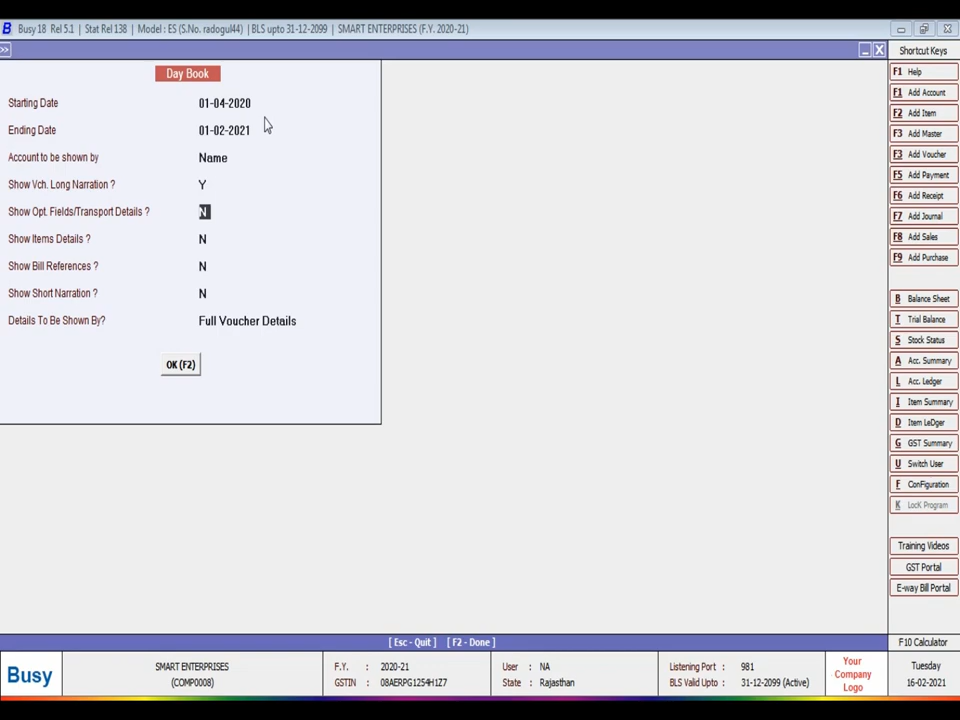 B Busy 18 Rel 5.1 | Stat Rel 138 | Model : ES (S.No. radogul44) | BLS upto 31-12-2099 | SMART ENTERPRISES (F.Y. 2020-21)
>>
Day Book
Starting Date 01-04-2020
Ending Date 01-02-2021
Account to be shown by Name
Show Vch. Long Narration ? Y
Show Opt. Fields/Transport Details ? N
Show Items Details ? N
Show Bill References ? N
Show Short Narration ? N
Details To Be Shown By? Full Voucher Details
OK (F2)
Shortcut Keys
F1 Help
F1 Add Account
F2 Add Item
F3 Add Master
F3 Add Voucher
F5 Add Payment
F6 Add Receipt
F7 Add Journal
F8 Add Sales
F9 Add Purchase
B Balance Sheet
T Trial Balance
S Stock Status
A Acc. Summary
L Acc. Ledger
I Item Summary
D Item LeDger
G GST Summary
U Switch User
F ConFiguration
K LocK Program
Training Videos
GST Portal
E-way Bill Portal
[ Esc - Quit ] [ F2 - Done ]
F10 Calculator
Busy
SMART ENTERPRISES
(COMP0008)
F.Y. : 2020-21
GSTIN : 08AERPG1254H1Z7
User : NA
State : Rajasthan
Listening Port : 981
BLS Valid Upto : 31-12-2099 (Active)
Your
Company
Logo
Tuesday
16-02-2021